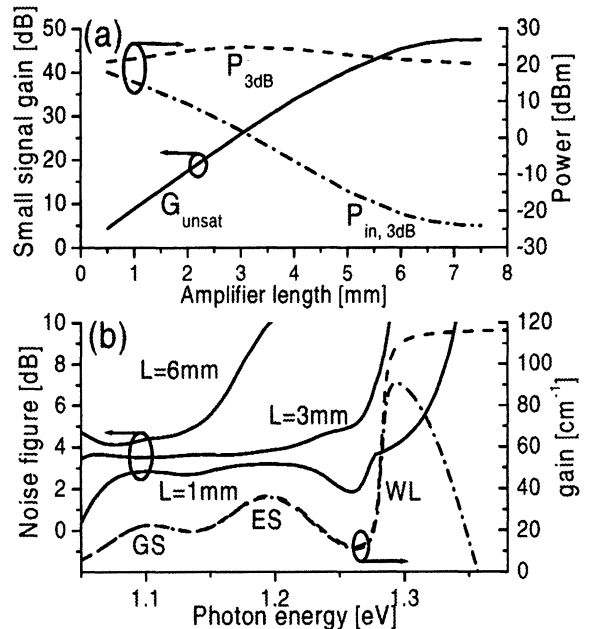 (a)
Small signal gain [dB]
50
40
30
20
10
0
30
20
10
0
-10
-20
-30
Power [dBm]
P3dB
Gunsat
Pin, 3dB
0 1 2 3 4 5 6 7 8
Amplifier length [mm]
(b)
Noise figure [dB]
10
8
6
4
2
0
120
100
80
60
40
20
0
gain [cm-1]
L=6mm
L=3mm
L=1mm
WL
ES
GS
1.1 1.2 1.3
Photon energy [eV]